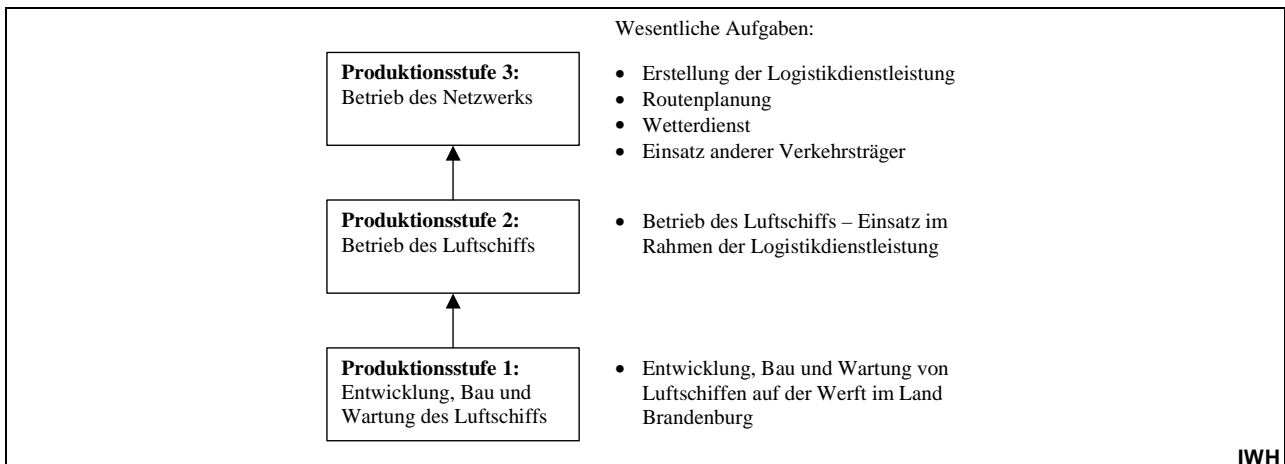 Wesentliche Aufgaben:
Produktionsstufe 3:
Betrieb des Netzwerks
• Erstellung der Logistikdienstleistung
• Routenplanung
• Wetterdienst
• Einsatz anderer Verkehrsträger
Produktionsstufe 2:
Betrieb des Luftschiffs
• Betrieb des Luftschiffs – Einsatz im
Rahmen der Logistikdienstleistung
Produktionsstufe 1:
Entwicklung, Bau und
Wartung des Luftschiffs
• Entwicklung, Bau und Wartung von
Luftschiffen auf der Werft im Land
Brandenburg
IWH